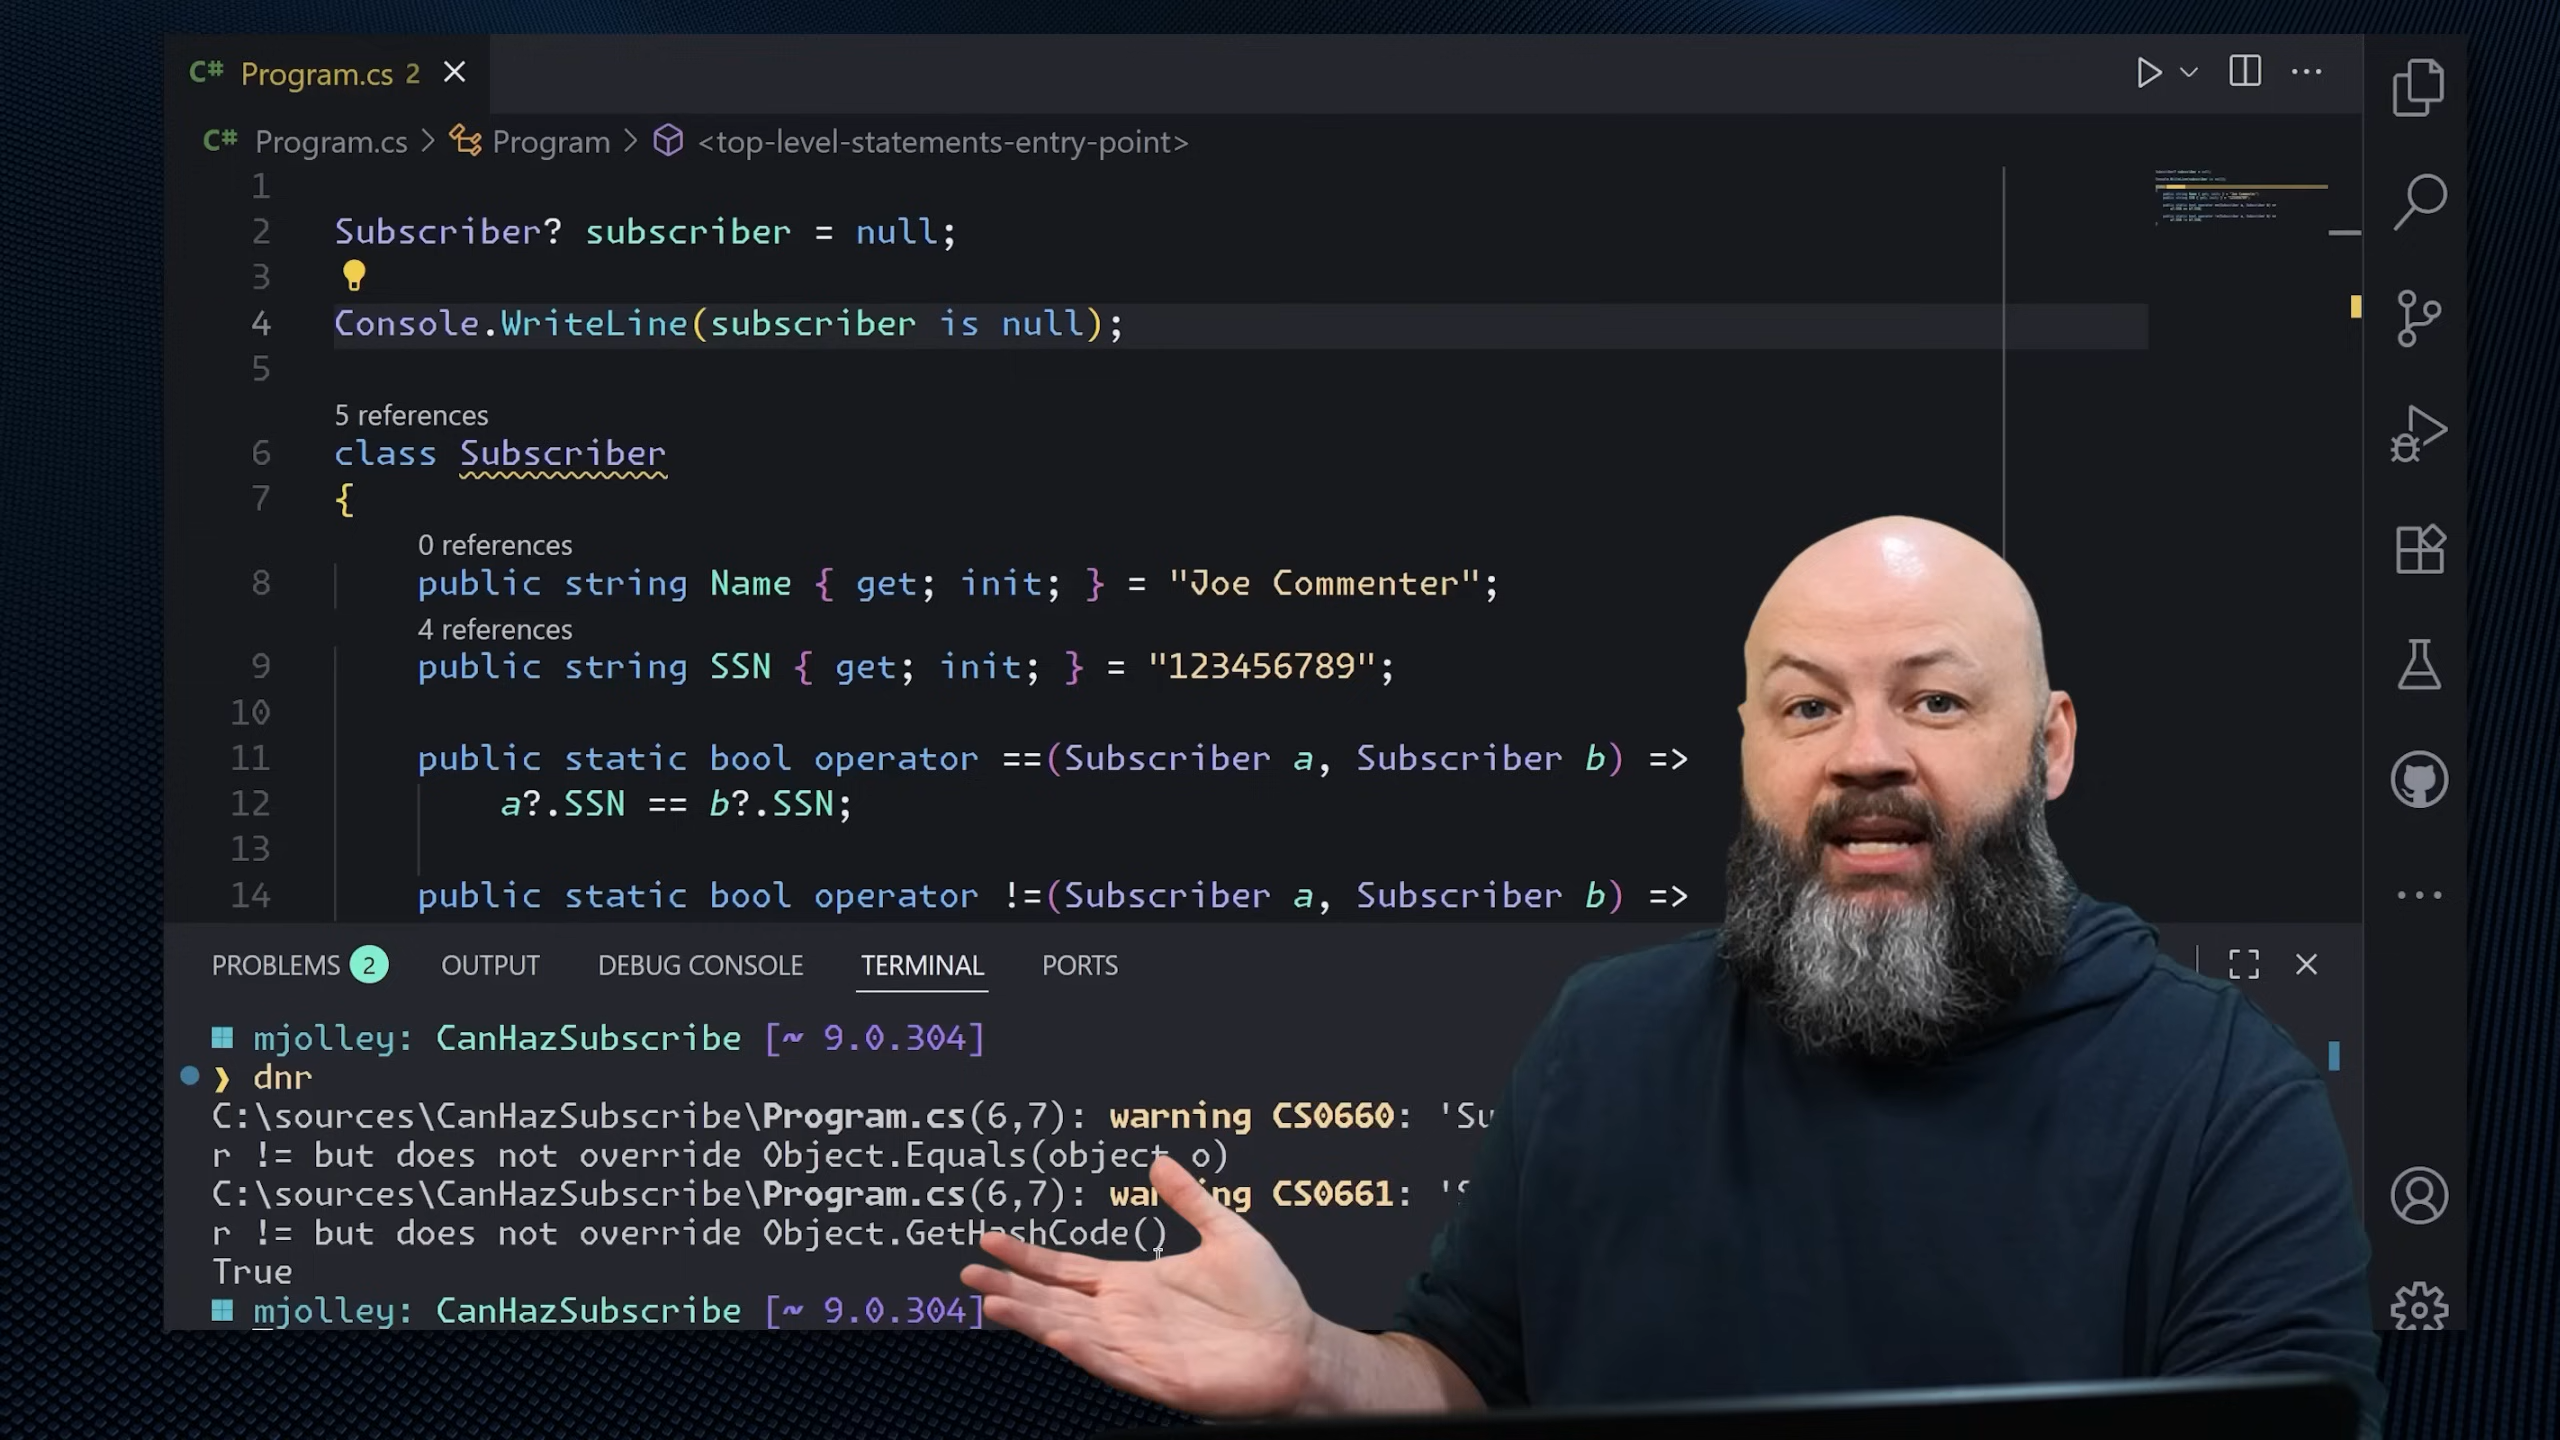 C# Program.cs 2
C# Program.cs > Program > <top-level-statements-entry-point>
1
2 Subscriber? subscriber = null;
3
4 Console.WriteLine(subscriber is null);
5
5 references
6 class Subscriber
7 {
0 references
8 public string Name { get; init; } = "Joe Commenter";
4 references
9 public string SSN { get; init; } = "123456789";
10
11 public static bool operator ==(Subscriber a, Subscriber b) =>
12 a?.SSN == b?.SSN;
13
14 public static bool operator !=(Subscriber a, Subscriber b) =>
PROBLEMS 2 OUTPUT DEBUG CONSOLE TERMINAL PORTS
mjolley: CanHazSubscribe [~ 9.0.304]
❯ dnr
C:\sources\CanHazSubscribe\Program.cs(6,7): warning CS0660: 'Su
r != but does not override Object.Equals(object o)
C:\sources\CanHazSubscribe\Program.cs(6,7): warning CS0661: 'S
r != but does not override Object.GetHashCode()
True
mjolley: CanHazSubscribe [~ 9.0.304]